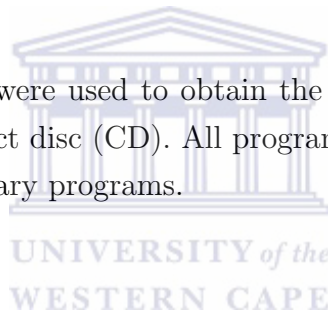 were used to obtain the
ct disc (CD). All program
ary programs.
UNIVERSITY of the
WESTERN CAPE